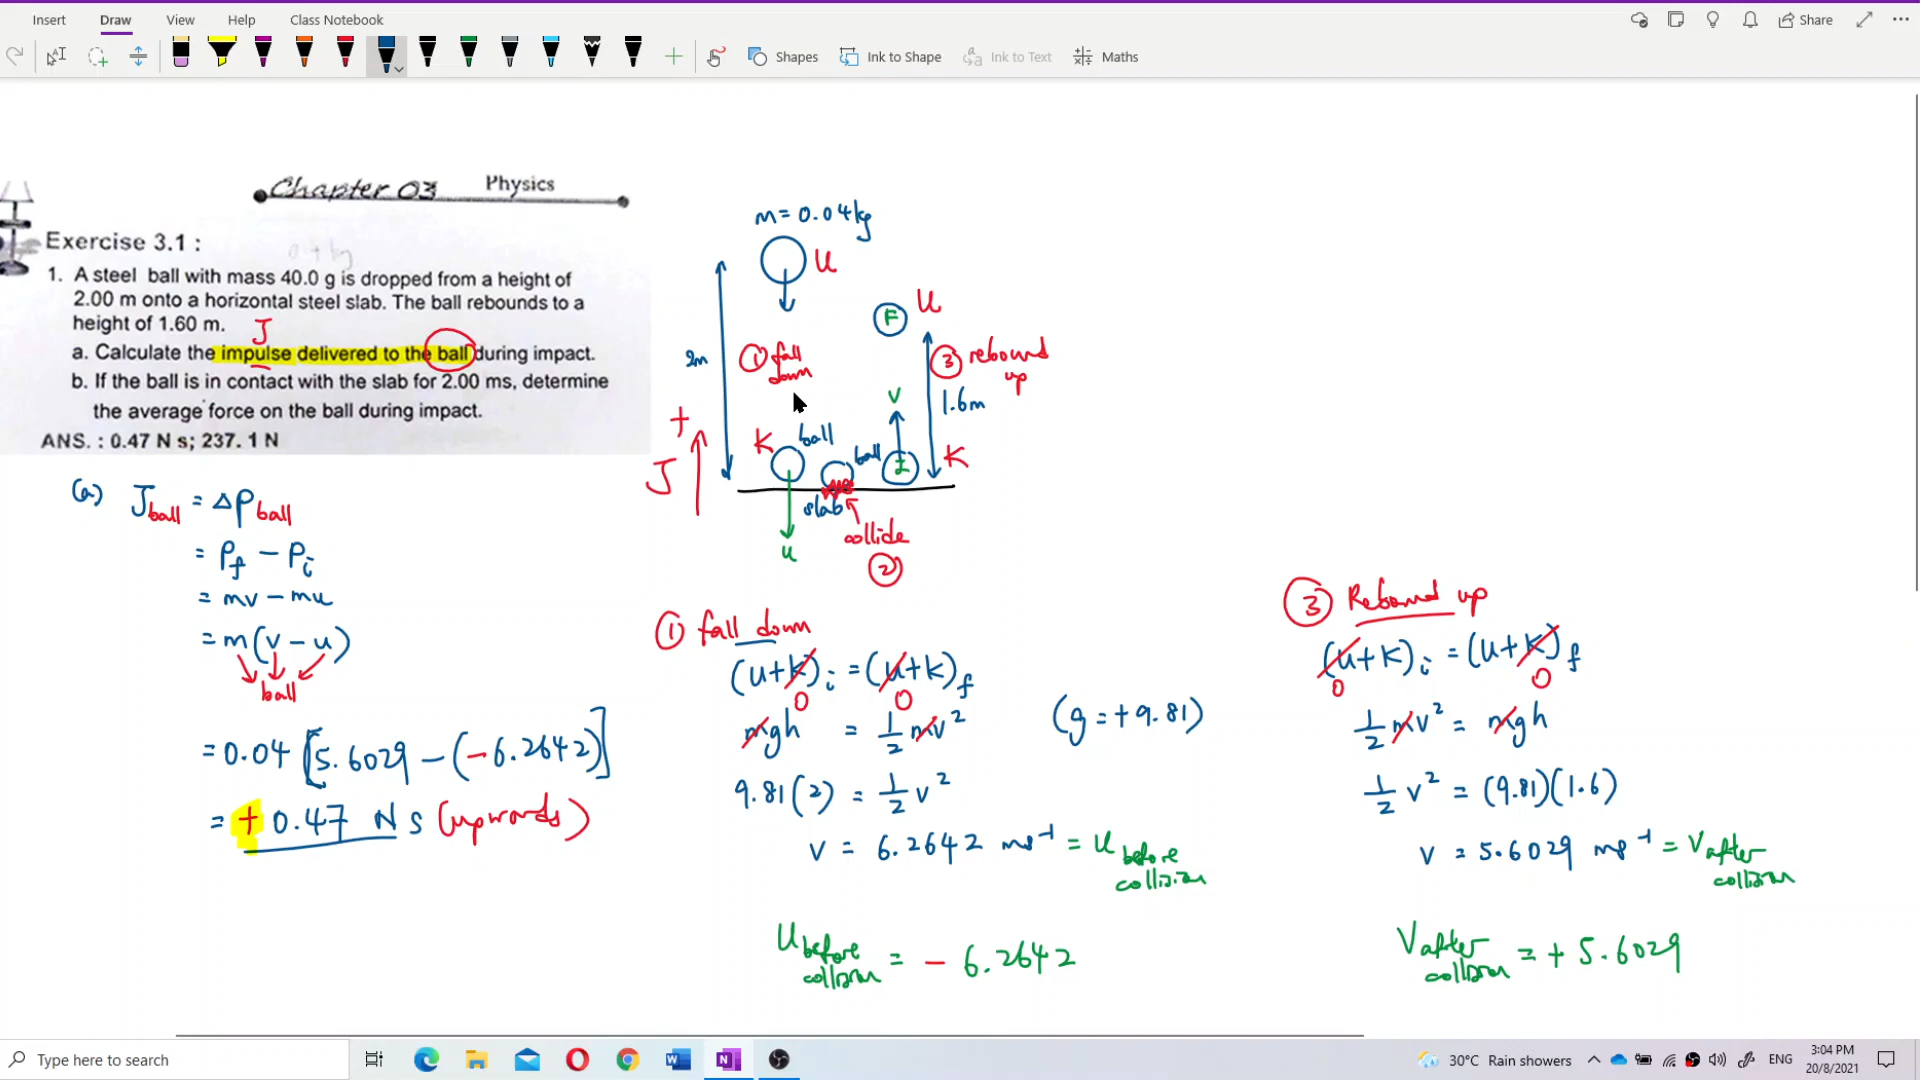 Insert Draw View Help Class Notebook
Share
Shapes Ink to Shape Ink to Text Maths
Chapter 03 Physics
Exercise 3.1 :
1. A steel ball with mass 40.0 g is dropped from a height of
2.00 m onto a horizontal steel slab. The ball rebounds to a
height of 1.60 m.
J
a. Calculate the impulse delivered to the ball during impact.
b. If the ball is in contact with the slab for 2.00 ms, determine
the average force on the ball during impact.
ANS. : 0.47 N s; 237. 1 N
m = 0.04kg
U
F U
2m
① fall
down
③ rebound
up
V
1.6m
+
J
K ball
ball
I K
slab
u
collide
②
(a) J ball = ΔP ball
= Pf - Pi
= mv - mu
= m(v - u)
ball
= 0.04 [5.6029 - (-6.2642)]
= + 0.47 N s (upwards)
① fall down
(U+K)i = (U+K)f
0 0
mgh = 1/2 mv²
(g = +9.81)
9.81(2) = 1/2 v²
v = 6.2642 ms⁻¹ = U before
collision
U before
collision = - 6.2642
③ Rebound up
(U+K)i = (U+K)f
0 0
1/2 mv² = mgh
1/2 v² = (9.81)(1.6)
v = 5.6029 ms⁻¹ = V after
collision
V after
collision = + 5.6029
Type here to search
30°C Rain showers ENG
3:04 PM
20/8/2021